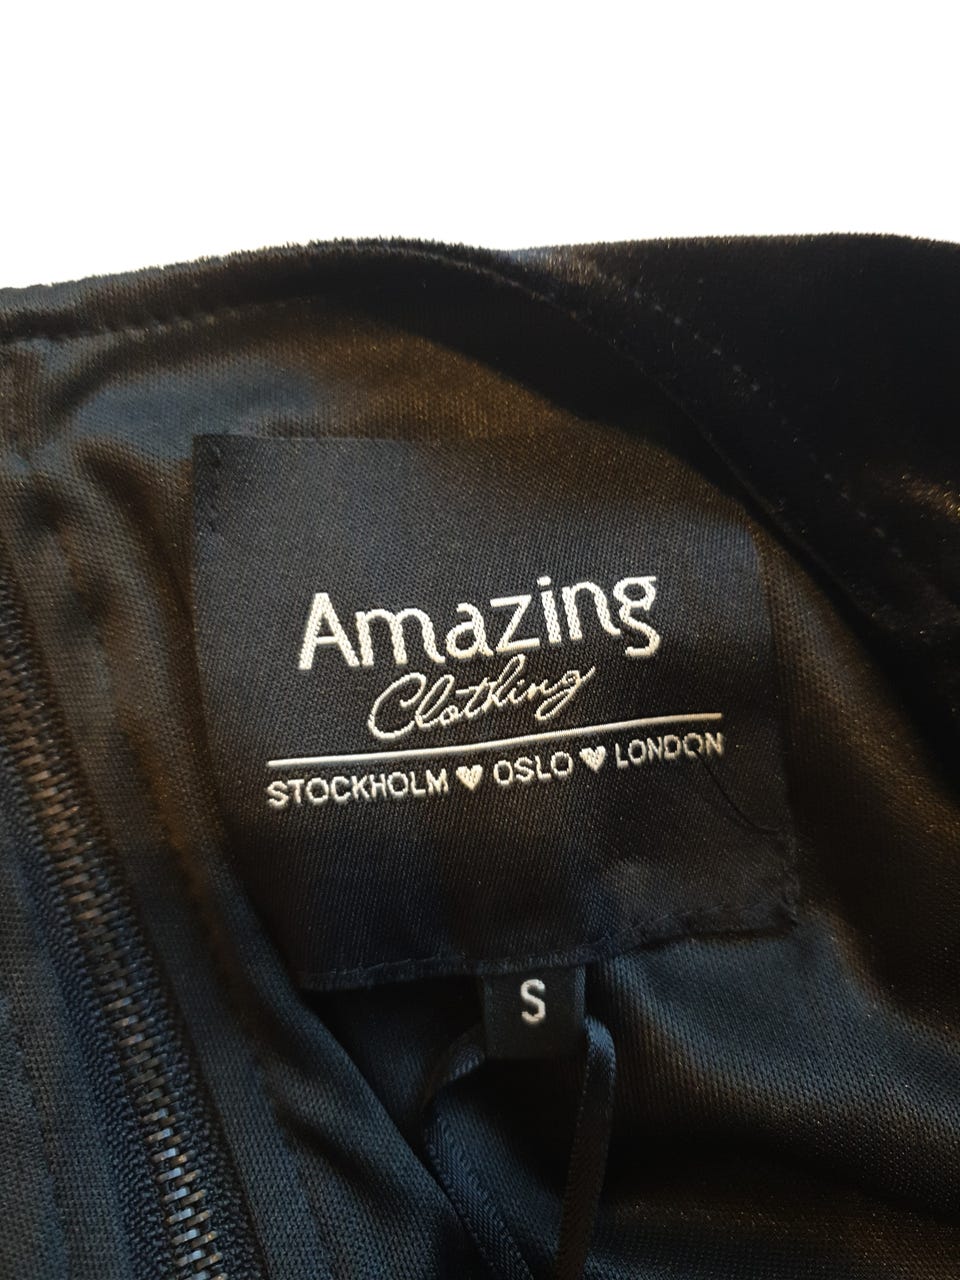 Amazing
Clothing
STOCKHOLM ♥ OSLO ♥ LONDON
S